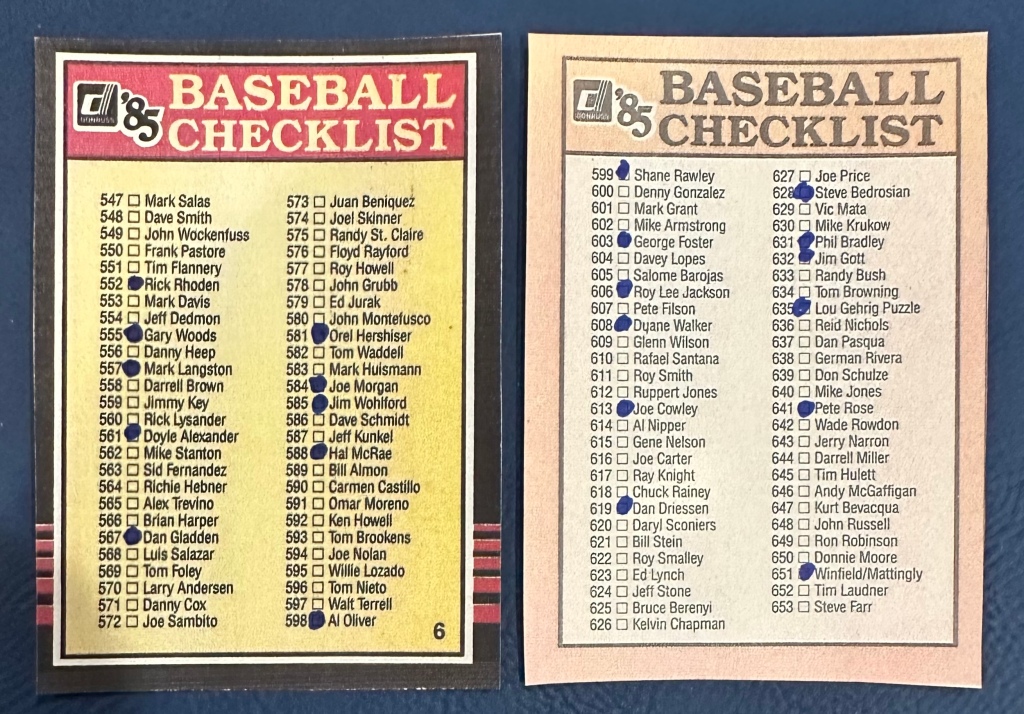 DONRUSS '85 BASEBALL
CHECKLIST
547 Mark Salas
548 Dave Smith
549 John Wockenfuss
550 Frank Pastore
551 Tim Flannery
552 Rick Rhoden
553 Mark Davis
554 Jeff Dedmon
555 Gary Woods
556 Danny Heep
557 Mark Langston
558 Darrell Brown
559 Jimmy Key
560 Rick Lysander
561 Doyle Alexander
562 Mike Stanton
563 Sid Fernandez
564 Richie Hebner
565 Alex Trevino
566 Brian Harper
567 Dan Gladden
568 Luis Salazar
569 Tom Foley
570 Larry Andersen
571 Danny Cox
572 Joe Sambito
573 Juan Beniquez
574 Joel Skinner
575 Randy St. Claire
576 Floyd Rayford
577 Roy Howell
578 John Grubb
579 Ed Jurak
580 John Montefusco
581 Orel Hershiser
582 Tom Waddell
583 Mark Huismann
584 Joe Morgan
585 Jim Wohlford
586 Dave Schmidt
587 Jeff Kunkel
588 Hal McRae
589 Bill Almon
590 Carmen Castillo
591 Omar Moreno
592 Ken Howell
593 Tom Brookens
594 Joe Nolan
595 Willie Lozado
596 Tom Nieto
597 Walt Terrell
598 Al Oliver
6
DONRUSS '85 BASEBALL
CHECKLIST
599 Shane Rawley
600 Denny Gonzalez
601 Mark Grant
602 Mike Armstrong
603 George Foster
604 Davey Lopes
605 Salome Barojas
606 Roy Lee Jackson
607 Pete Filson
608 Duane Walker
609 Glenn Wilson
610 Rafael Santana
611 Roy Smith
612 Ruppert Jones
613 Joe Cowley
614 Al Nipper
615 Gene Nelson
616 Joe Carter
617 Ray Knight
618 Chuck Rainey
619 Dan Driessen
620 Daryl Sconiers
621 Bill Stein
622 Roy Smalley
623 Ed Lynch
624 Jeff Stone
625 Bruce Berenyi
626 Kelvin Chapman
627 Joe Price
628 Steve Bedrosian
629 Vic Mata
630 Mike Krukow
631 Phil Bradley
632 Jim Gott
633 Randy Bush
634 Tom Browning
635 Lou Gehrig Puzzle
636 Reid Nichols
637 Dan Pasqua
638 German Rivera
639 Don Schulze
640 Mike Jones
641 Pete Rose
642 Wade Rowdon
643 Jerry Narron
644 Darrell Miller
645 Tim Hulett
646 Andy McGaffigan
647 Kurt Bevacqua
648 John Russell
649 Ron Robinson
650 Donnie Moore
651 Winfield/Mattingly
652 Tim Laudner
653 Steve Farr